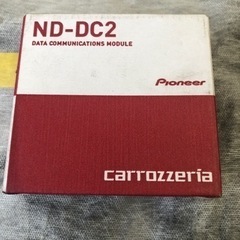 ND-DC2
DATA COMMUNICATIONS MODULE
Pioneer
carrozzeria